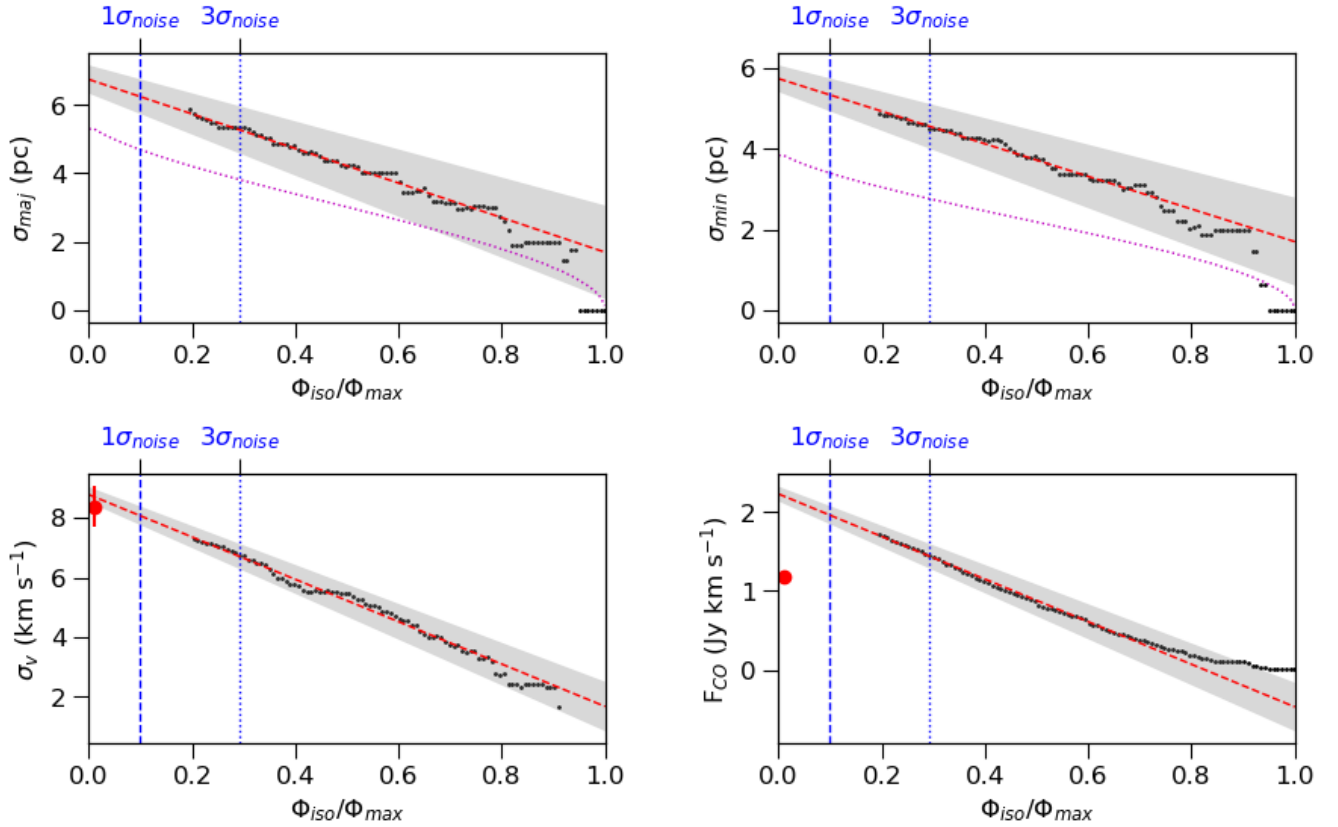 1σnoise 3σnoise 1σnoise 3σnoise
σmaj (pc)
6
4
2
0
0.0 0.2 0.4 0.6 0.8 1.0
Φiso/Φmax
σmin (pc)
6
4
2
0
0.0 0.2 0.4 0.6 0.8 1.0
Φiso/Φmax
1σnoise 3σnoise 1σnoise 3σnoise
σv (km s−1)
8
6
4
2
0.0 0.2 0.4 0.6 0.8 1.0
Φiso/Φmax
FCO (Jy km s−1)
2
1
0
0.0 0.2 0.4 0.6 0.8 1.0
Φiso/Φmax